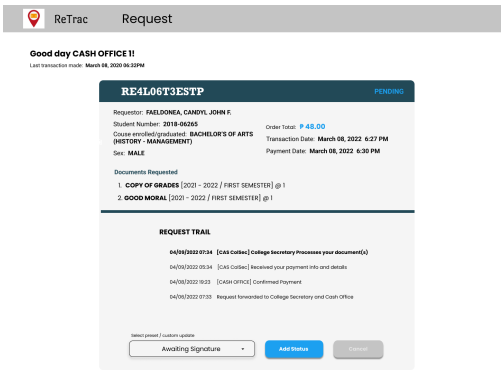 ReTrac Request
Good day CASH OFFICE 1!
Last transaction made: March 08, 2020 06:32PM
RE4L06T3ESTP PENDING
Requestor: FAELDONEA, CANDYL JOHN F.
Student Number: 2018-06265
Couse enrolled/graduated: BACHELOR'S OF ARTS
(HISTORY - MANAGEMENT)
Sex: MALE
Order Total: ₱ 48.00
Transaction Date: March 08, 2022 6:27 PM
Payment Date: March 08, 2022 6:30 PM
Documents Requested
1. COPY OF GRADES [2021 - 2022 / FIRST SEMESTER] @ 1
2. GOOD MORAL [2021 - 2022 / FIRST SEMESTER] @ 1
REQUEST TRAIL
04/09/3022 07:34 [CAS ColSec] College Secretary Processes your document(s)
04/09/2022 05:34 [CAS ColSec] Received your payment info and details
04/08/2022 19:23 [CASH OFFICE] Confirmed Payment
04/06/2022 07:33 Request forwarded to College Secretary and Cash Office
Select preset / custom update
Awaiting Signature
Add Status
Cancel